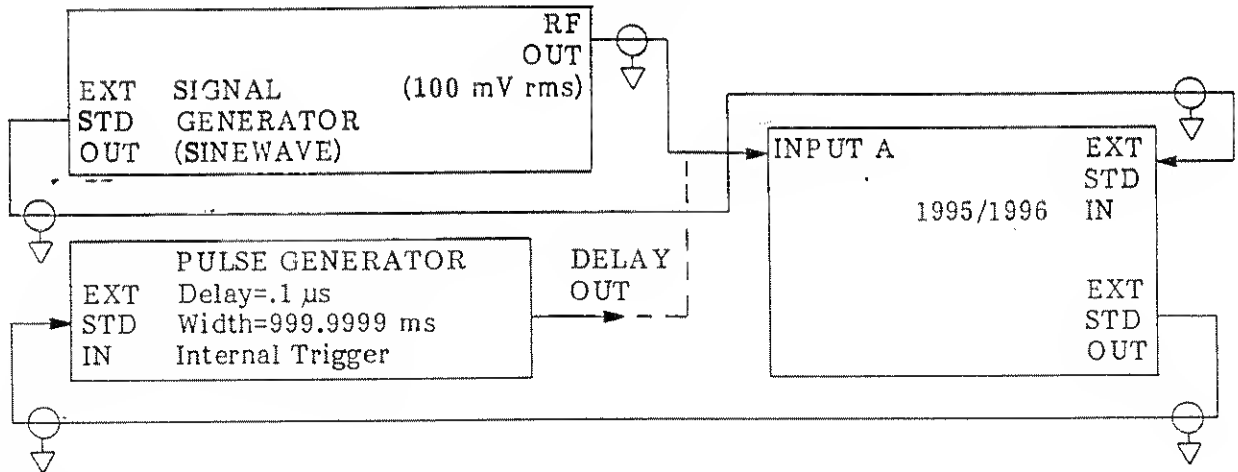 RF
OUT
EXT SIGNAL (100 mV rms)
STD GENERATOR
OUT (SINEWAVE)
INPUT A EXT
STD
1995/1996 IN
PULSE GENERATOR
EXT Delay=.1 µs
STD Width=999.9999 ms
IN Internal Trigger
DELAY
OUT
EXT
STD
OUT